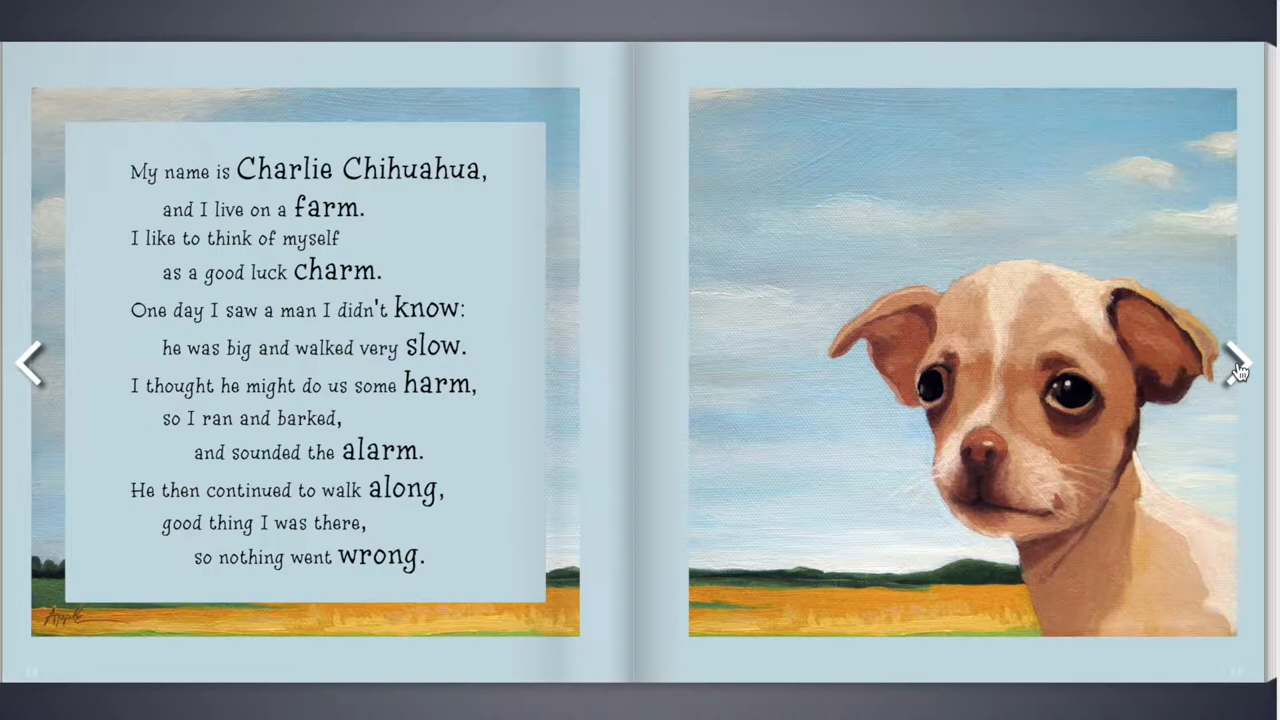 My name is Charlie Chihuahua,
and I live on a farm.
I like to think of myself
as a good luck charm.
One day I saw a man I didn't know:
he was big and walked very slow.
I thought he might do us some harm,
so I ran and barked,
and sounded the alarm.
He then continued to walk along,
good thing I was there,
so nothing went wrong.